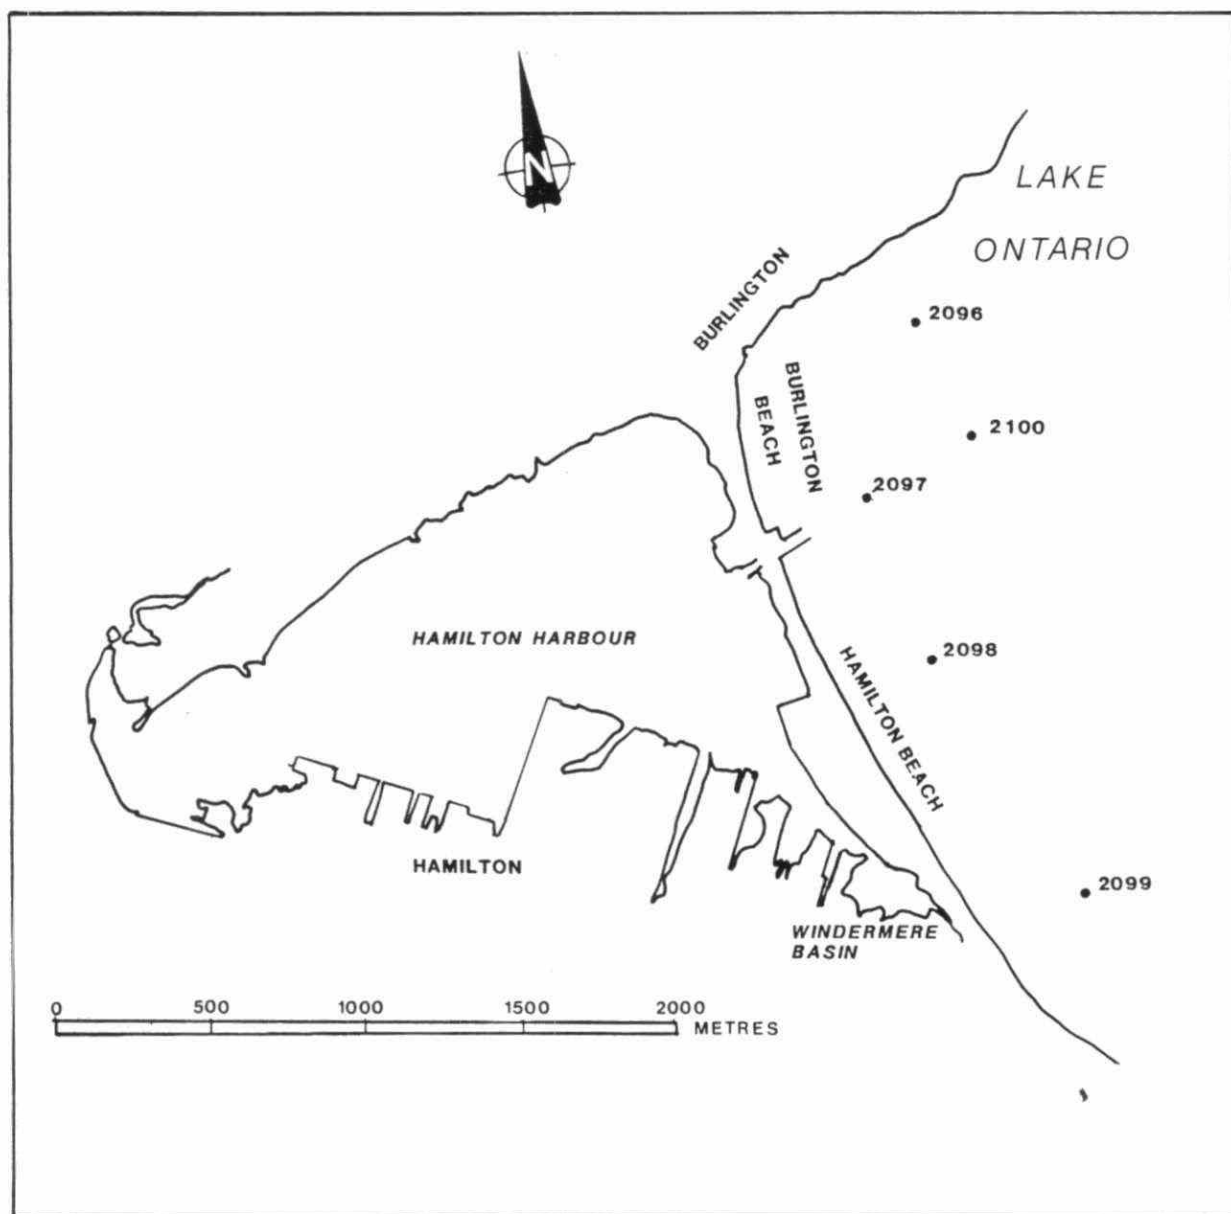 N
LAKE
ONTARIO
BURLINGTON
2096
BURLINGTON
BEACH
2100
2097
HAMILTON HARBOUR
2098
HAMILTON BEACH
HAMILTON
2099
WINDERMERE
BASIN
0 500 1000 1500 2000
METRES